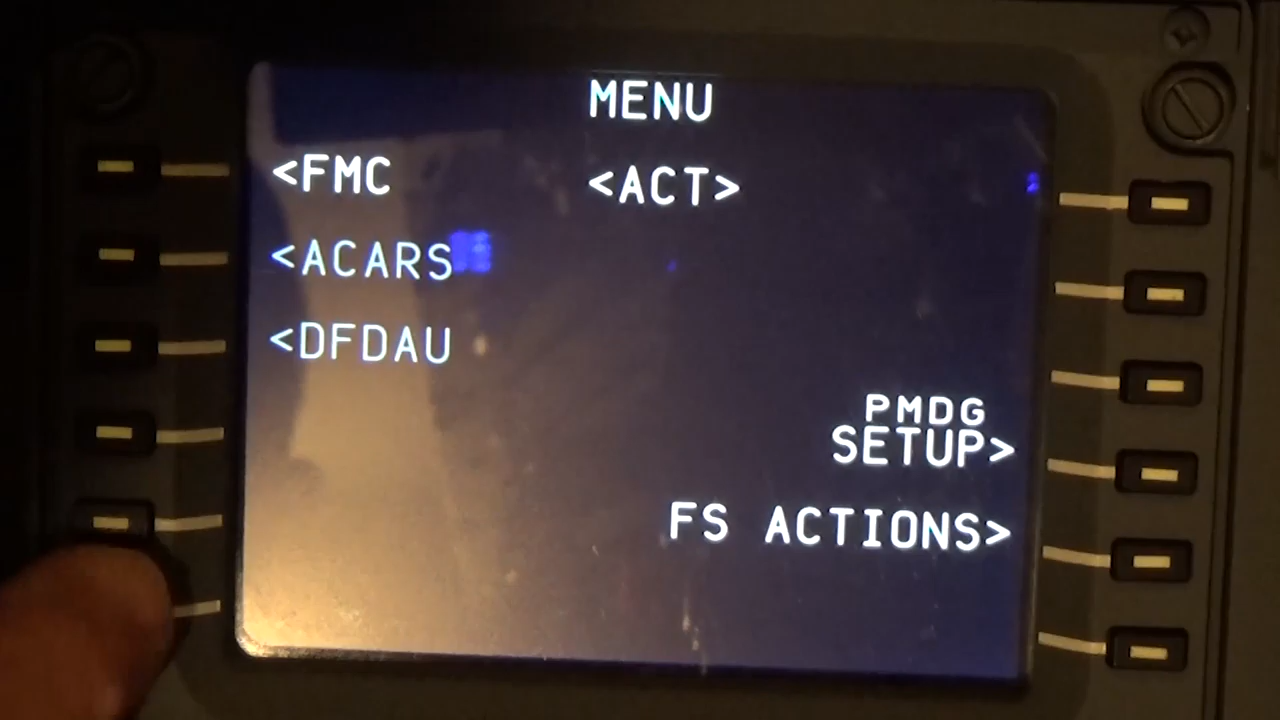 MENU
<FMC <ACT>
<ACARS
<DFDAU
PMDG
SETUP>
FS ACTIONS>